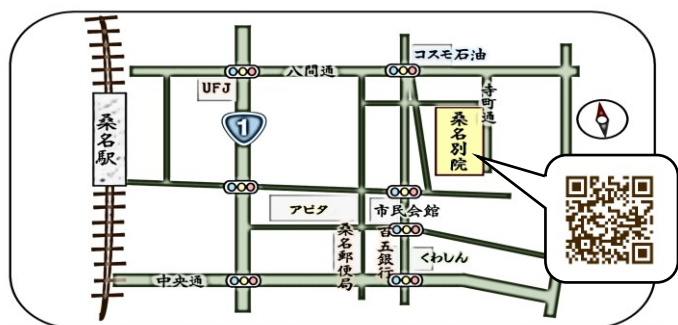 コスモ石油
八間通
UFJ
寺町通
1
桑名別院
桑名駅
アピタ
市民会館
桑名郵便局
百五銀行
くわしん
中央通